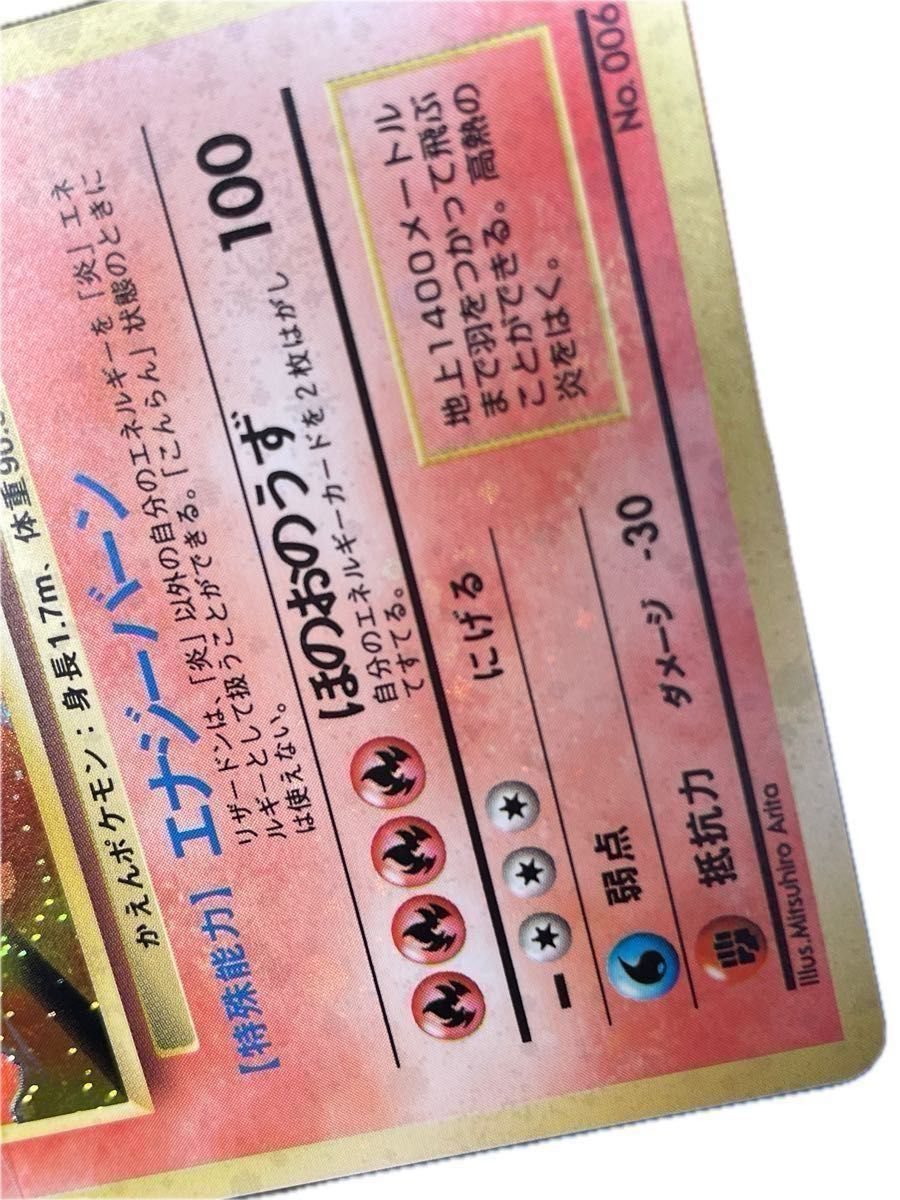 かえんポケモン：身長1.7m、体重90.
【特殊能力】エナジーバーン
リザードンは、「炎」以外の自分のエネルギーを「炎」エネ
ルギーとして扱うことができる。「こんらん」状態のときに
は使えない。
ほのおのうず 100
自分のエネルギーカードを2枚はがし
てすてる。
にげる
弱点
抵抗力 ダメージ -30
地上1400メートル
まで羽をつかって飛ぶ
ことができる。高熱の
炎をはく。
Illus.Mitsuhiro Arita
No. 006